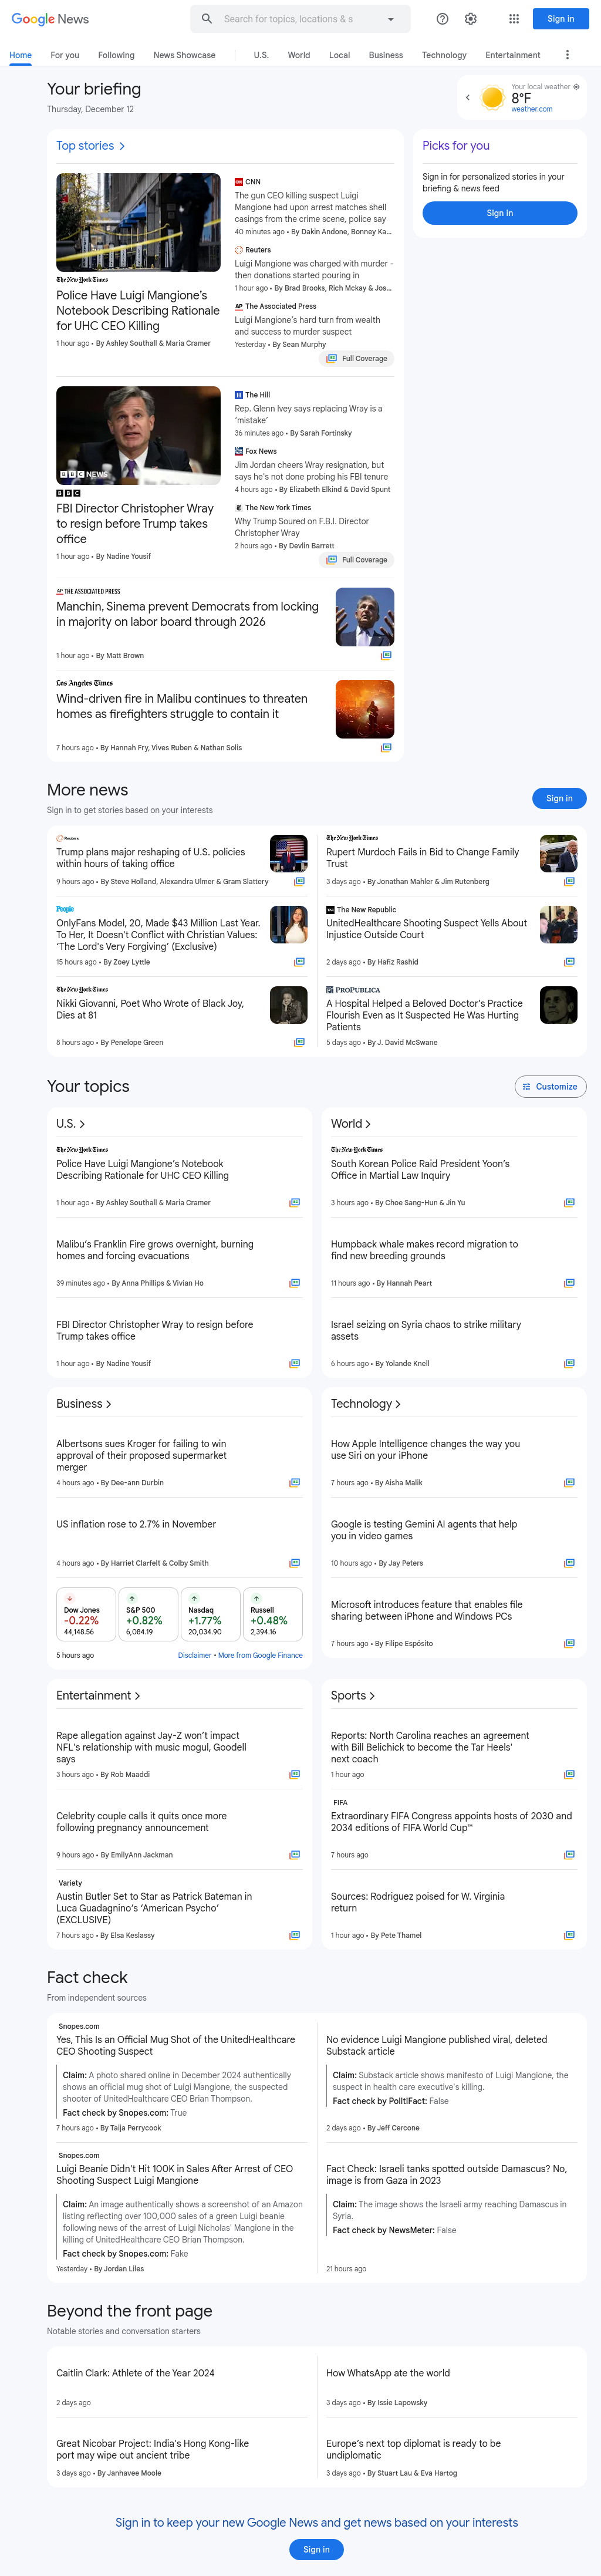 Google News
Search for topics, locations & s
Sign in
Home
For you
Following
News Showcase
U.S.
World
Local
Business
Technology
Entertainment
Your briefing
Thursday, December 12
Your local weather
8°F
weather.com
Top stories
The New York Times
Police Have Luigi Mangione's
Notebook Describing Rationale
for UHC CEO Killing
1 hour ago • By Ashley Southall & Maria Cramer
CNN
The gun CEO killing suspect Luigi
Mangione had upon arrest matches shell
casings from the crime scene, police say
40 minutes ago • By Dakin Andone, Bonney Ka...
Reuters
Luigi Mangione was charged with murder -
then donations started pouring in
1 hour ago • By Brad Brooks, Rich Mckay & Jos...
AP The Associated Press
Luigi Mangione's hard turn from wealth
and success to murder suspect
Yesterday • By Sean Murphy
Full Coverage
Picks for you
Sign in for personalized stories in your
briefing & news feed
Sign in
BBC NEWS
BBC
FBI Director Christopher Wray
to resign before Trump takes
office
1 hour ago • By Nadine Yousif
The Hill
Rep. Glenn Ivey says replacing Wray is a
'mistake'
36 minutes ago • By Sarah Fortinsky
Fox News
Jim Jordan cheers Wray resignation, but
says he's not done probing his FBI tenure
4 hours ago • By Elizabeth Elkind & David Spunt
The New York Times
Why Trump Soured on F.B.I. Director
Christopher Wray
2 hours ago • By Devlin Barrett
Full Coverage
AP THE ASSOCIATED PRESS
Manchin, Sinema prevent Democrats from locking
in majority on labor board through 2026
1 hour ago • By Matt Brown
Los Angeles Times
Wind-driven fire in Malibu continues to threaten
homes as firefighters struggle to contain it
7 hours ago • By Hannah Fry, Vives Ruben & Nathan Solis
More news
Sign in to get stories based on your interests
Sign in
Reuters
Trump plans major reshaping of U.S. policies
within hours of taking office
9 hours ago • By Steve Holland, Alexandra Ulmer & Gram Slattery
The New York Times
Rupert Murdoch Fails in Bid to Change Family
Trust
3 days ago • By Jonathan Mahler & Jim Rutenberg
People
OnlyFans Model, 20, Made $43 Million Last Year.
To Her, It Doesn't Conflict with Christian Values:
'The Lord's Very Forgiving' (Exclusive)
15 hours ago • By Zoey Lyttle
The New Republic
UnitedHealthcare Shooting Suspect Yells About
Injustice Outside Court
2 days ago • By Hafiz Rashid
The New York Times
Nikki Giovanni, Poet Who Wrote of Black Joy,
Dies at 81
8 hours ago • By Penelope Green
PROPUBLICA
A Hospital Helped a Beloved Doctor's Practice
Flourish Even as It Suspected He Was Hurting
Patients
5 days ago • By J. David McSwane
Your topics
Customize
U.S.
The New York Times
Police Have Luigi Mangione's Notebook
Describing Rationale for UHC CEO Killing
1 hour ago • By Ashley Southall & Maria Cramer
Malibu's Franklin Fire grows overnight, burning
homes and forcing evacuations
39 minute ago • By Anna Phillips & Vivian Ho
FBI Director Christopher Wray to resign before
Trump takes office
1 hour ago • By Nadine Yousif
World
The New York Times
South Korean Police Raid President Yoon's
Office in Martial Law Inquiry
3 hours ago • By Choe Sang-Hun & Jin Yu
Humpback whale makes record migration to
find new breeding grounds
11 hours ago • By Hannah Peart
Israel seizing on Syria chaos to strike military
assets
6 hours ago • By Yolande Knell
Business
Albertsons sues Kroger for failing to win
approval of their proposed supermarket
merger
4 hours ago • By Dee-ann Durbin
US inflation rose to 2.7% in November
4 hours ago • By Harriet Clarfelt & Colby Smith
Dow Jones
-0.22%
44,148.56
S&P 500
+0.82%
6,084.19
Nasdaq
+1.77%
20,034.90
Russell
+0.48%
2,394.16
5 hours ago
Disclaimer • More from Google Finance
Technology
How Apple Intelligence changes the way you
use Siri on your iPhone
7 hours ago • By Aisha Malik
Google is testing Gemini AI agents that help
you in video games
10 hours ago • By Jay Peters
Microsoft introduces feature that enables file
sharing between iPhone and Windows PCs
7 hours ago • By Filipe Espósito
Entertainment
Rape allegation against Jay-Z won't impact
NFL's relationship with music mogul, Goodell
says
3 hours ago • By Rob Maaddi
Celebrity couple calls it quits once more
following pregnancy announcement
9 hours ago • By EmilyAnn Jackman
Variety
Austin Butler Set to Star as Patrick Bateman in
Luca Guadagnino's 'American Psycho'
(EXCLUSIVE)
7 hours ago • By Elsa Keslassy
Sports
Reports: North Carolina reaches an agreement
with Bill Belichick to become the Tar Heels'
next coach
1 hour ago
FIFA
Extraordinary FIFA Congress appoints hosts of 2030 and
2034 editions of FIFA World Cup™
7 hours ago
Sources: Rodriguez poised for W. Virginia
return
1 hour ago • By Pete Thamel
Fact check
From independent sources
Snopes.com
Yes, This Is an Official Mug Shot of the UnitedHealthcare
CEO Shooting Suspect
Claim: A photo shared online in December 2024 authentically
shows an official mug shot of Luigi Mangione, the suspected
shooter of UnitedHealthcare CEO Brian Thompson.
Fact check by Snopes.com: True
7 hours ago • By Taija Perrycook
No evidence Luigi Mangione published viral, deleted
Substack article
Claim: Substack article shows manifesto of Luigi Mangione, the
suspect in health care executive's killing.
Fact check by PolitiFact: False
2 days ago • By Jeff Cercone
Snopes.com
Luigi Beanie Didn't Hit 100K in Sales After Arrest of CEO
Shooting Suspect Luigi Mangione
Claim: An image authentically shows a screenshot of an Amazon
listing reflecting over 100,000 sales of a green Luigi beanie
following news of the arrest of Luigi Nicholas' Mangione in the
killing of UnitedHealthcare CEO Brian Thompson.
Fact check by Snopes.com: Fake
Yesterday • By Jordan Liles
Fact Check: Israeli tanks spotted outside Damascus? No,
image is from Gaza in 2023
Claim: The image shows the Israeli army reaching Damascus in
Syria.
Fact check by NewsMeter: False
21 hours ago
Beyond the front page
Notable stories and conversation starters
Caitlin Clark: Athlete of the Year 2024
2 days ago
How WhatsApp ate the world
3 days ago • By Issie Lapowsky
Great Nicobar Project: India's Hong Kong-like
port may wipe out ancient tribe
3 days ago • By Janhavee Moole
Europe's next top diplomat is ready to be
undiplomatic
3 days ago • By Stuart Lau & Eva Hartog
Sign in to keep your new Google News and get news based on your interests
Sign in